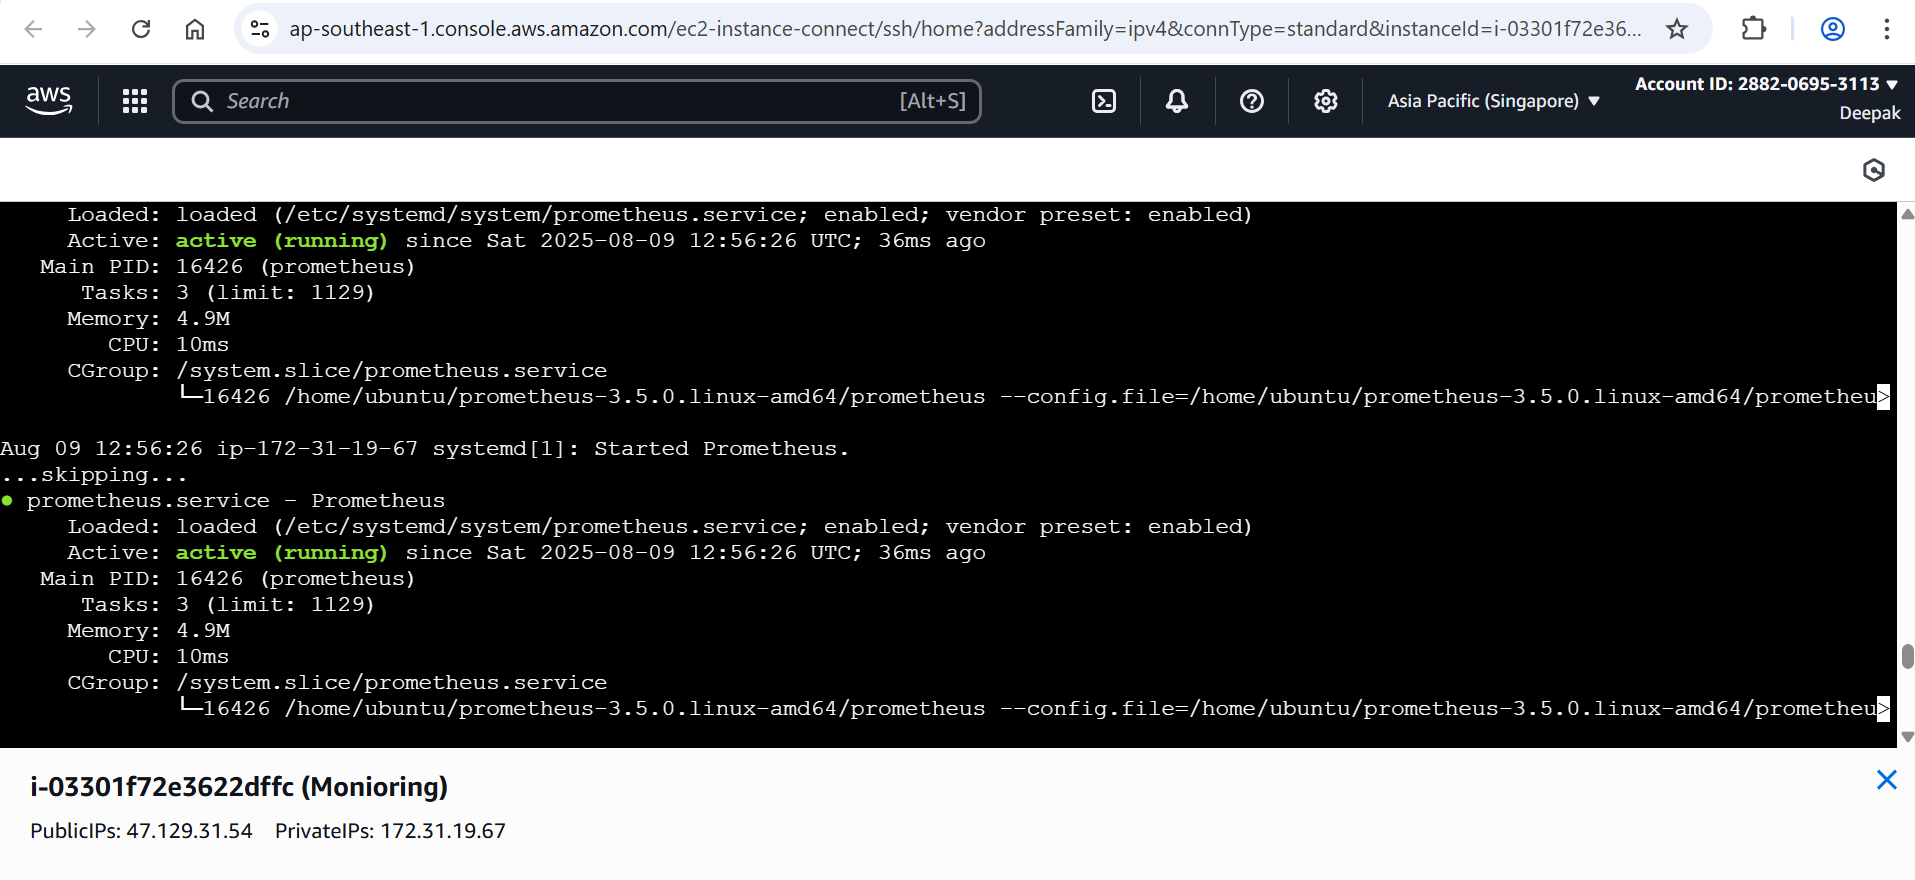 ap-southeast-1.console.aws.amazon.com/ec2-instance-connect/ssh/home?addressFamily=ipv4&connType=standard&instanceId=i-03301f72e36...
aws
Search
[Alt+S]
Asia Pacific (Singapore)
Account ID: 2882-0695-3113
Deepak
Loaded: loaded (/etc/systemd/system/prometheus.service; enabled; vendor preset: enabled)
Active: active (running) since Sat 2025-08-09 12:56:26 UTC; 36ms ago
Main PID: 16426 (prometheus)
Tasks: 3 (limit: 1129)
Memory: 4.9M
CPU: 10ms
CGroup: /system.slice/prometheus.service
└─16426 /home/ubuntu/prometheus-3.5.0.linux-amd64/prometheus --config.file=/home/ubuntu/prometheus-3.5.0.linux-amd64/prometheu>
Aug 09 12:56:26 ip-172-31-19-67 systemd[1]: Started Prometheus.
...skipping...
● prometheus.service - Prometheus
Loaded: loaded (/etc/systemd/system/prometheus.service; enabled; vendor preset: enabled)
Active: active (running) since Sat 2025-08-09 12:56:26 UTC; 36ms ago
Main PID: 16426 (prometheus)
Tasks: 3 (limit: 1129)
Memory: 4.9M
CPU: 10ms
CGroup: /system.slice/prometheus.service
└─16426 /home/ubuntu/prometheus-3.5.0.linux-amd64/prometheus --config.file=/home/ubuntu/prometheus-3.5.0.linux-amd64/prometheu>
i-03301f72e3622dffc (Monioring)
PublicIPs: 47.129.31.54 PrivateIPs: 172.31.19.67